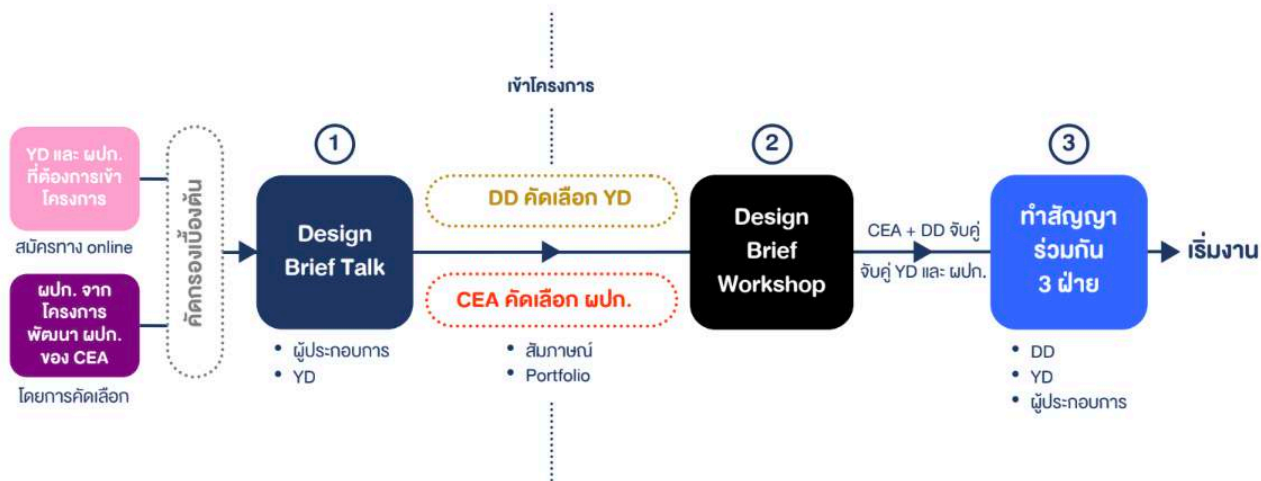 YD และ ผปก.
ที่ต้องการเข้า
โครงการ
สมัครทาง online
ผปก. จาก
โครงการ
พัฒนา ผปก.
ของ CEA
โดยการคัดเลือก
คัดกรองเบื้องต้น
1
Design
Brief Talk
• ผู้ประกอบการ
• YD
เข้าโครงการ
DD คัดเลือก YD
CEA คัดเลือก ผปก.
• สัมภาษณ์
• Portfolio
2
Design
Brief
Workshop
CEA + DD จับคู่
จับคู่ YD และ ผปก.
3
ทำสัญญา
ร่วมกัน
3 ฝ่าย
• DD
• YD
• ผู้ประกอบการ
เริ่มงาน